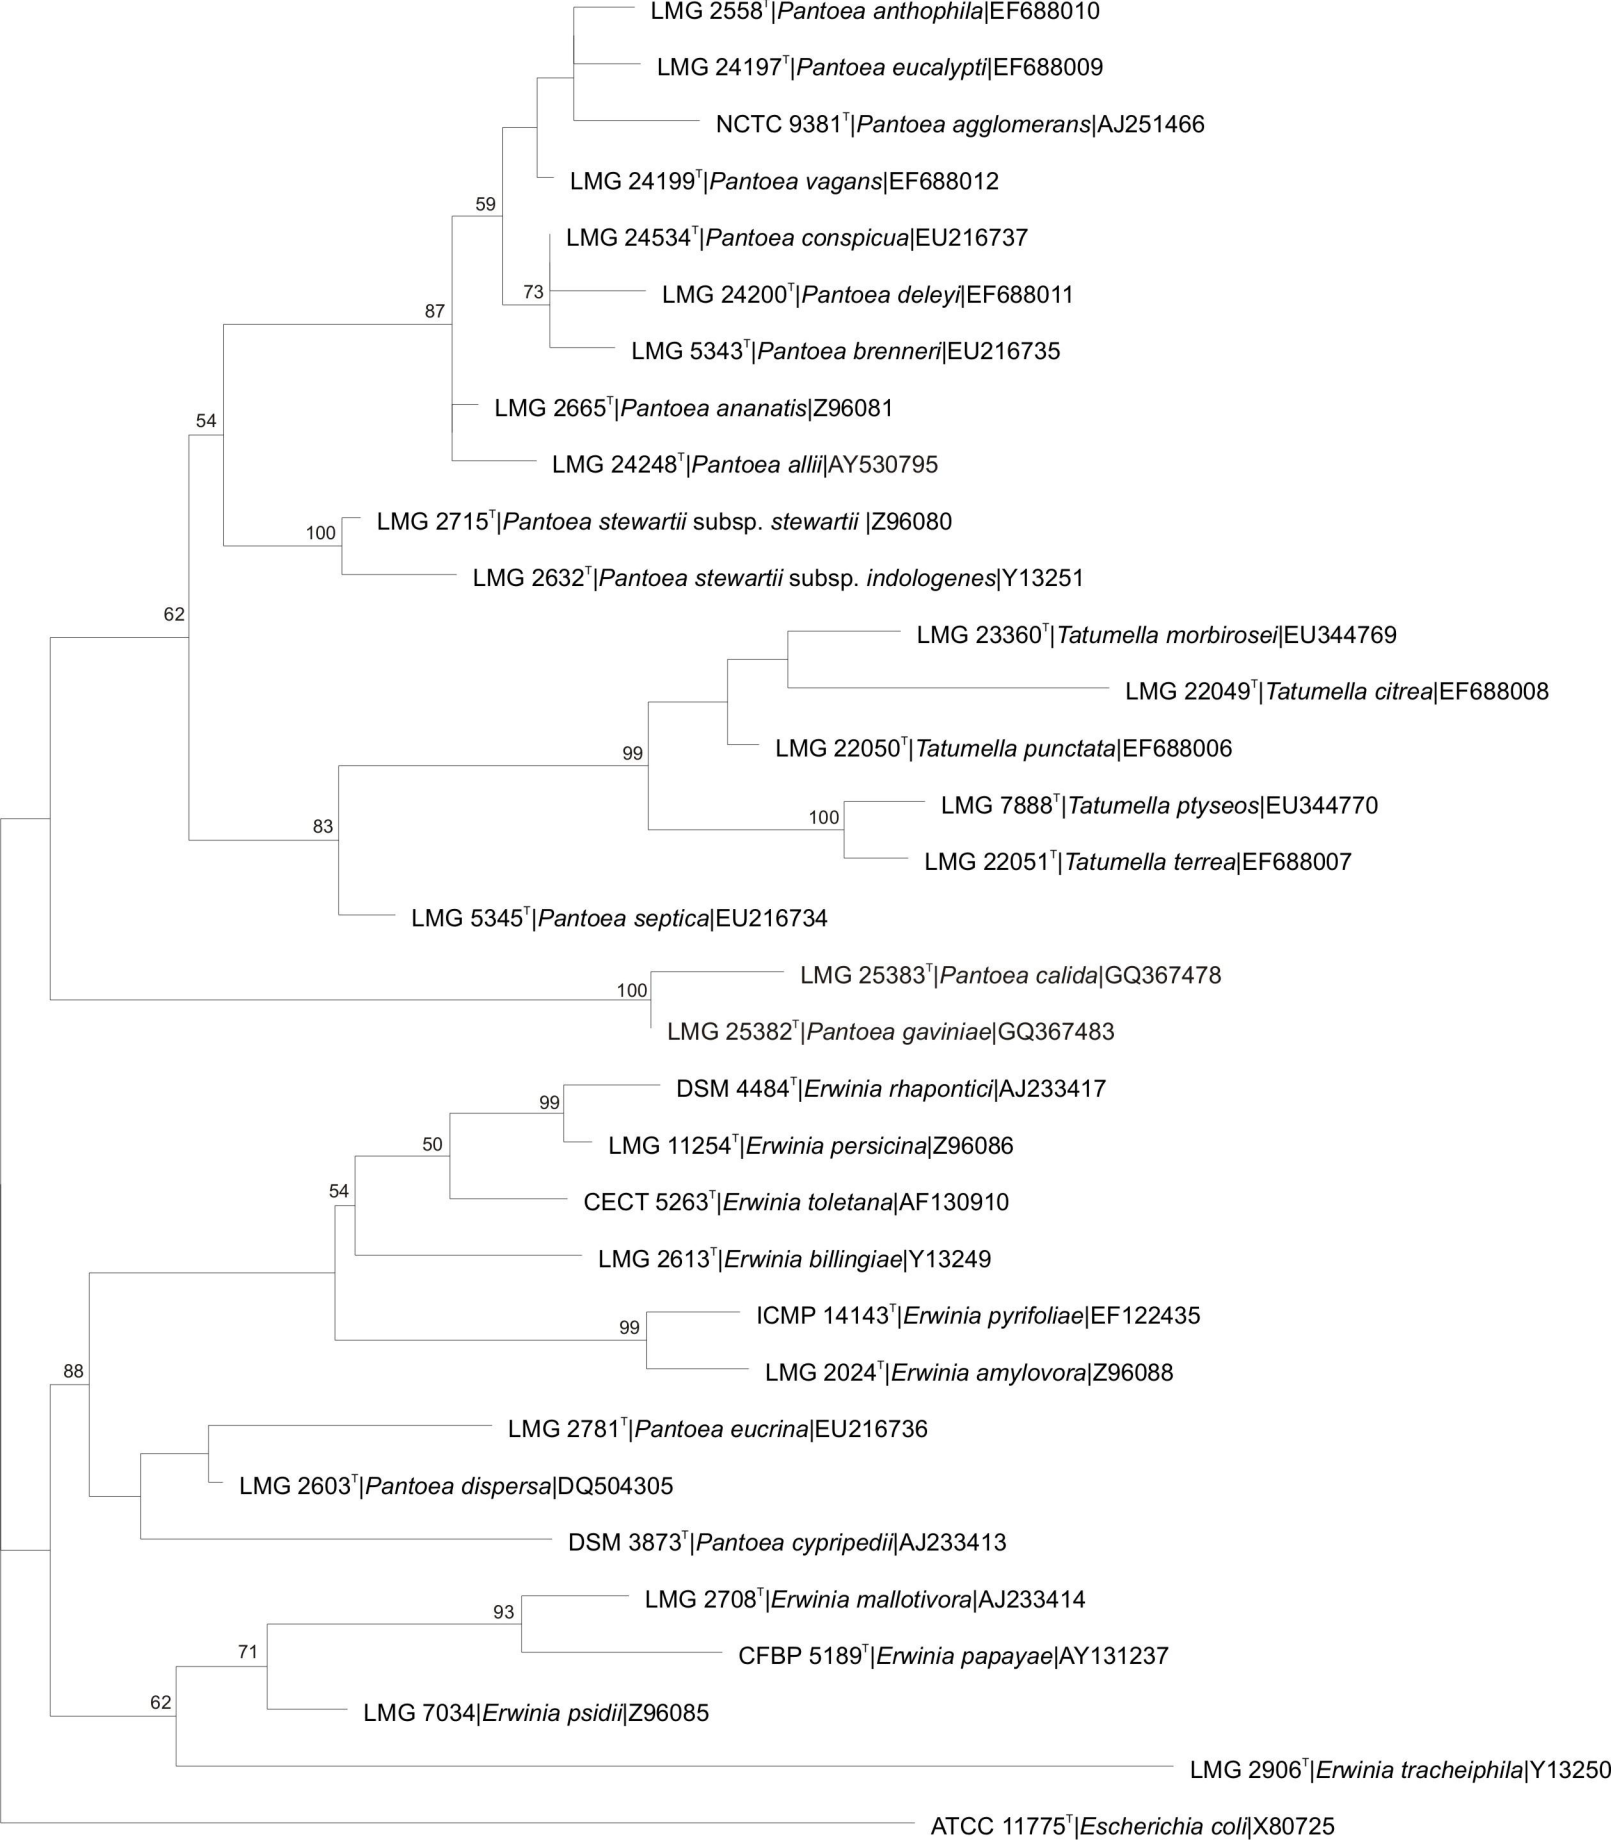 LMG 2558ᵀ|Pantoea anthophila|EF688010
LMG 24197ᵀ|Pantoea eucalypti|EF688009
NCTC 9381ᵀ|Pantoea agglomerans|AJ251466
LMG 24199ᵀ|Pantoea vagans|EF688012
59
LMG 24534ᵀ|Pantoea conspicua|EU216737
73
LMG 24200ᵀ|Pantoea deleyi|EF688011
87
LMG 5343ᵀ|Pantoea brenneri|EU216735
LMG 2665ᵀ|Pantoea ananatis|Z96081
54
LMG 24248ᵀ|Pantoea allii|AY530795
LMG 2715ᵀ|Pantoea stewartii subsp. stewartii |Z96080
100
LMG 2632ᵀ|Pantoea stewartii subsp. indologenes|Y13251
62
LMG 23360ᵀ|Tatumella morbirosei|EU344769
LMG 22049ᵀ|Tatumella citrea|EF688008
LMG 22050ᵀ|Tatumella punctata|EF688006
99
LMG 7888ᵀ|Tatumella ptyseos|EU344770
100
83
LMG 22051ᵀ|Tatumella terrea|EF688007
LMG 5345ᵀ|Pantoea septica|EU216734
LMG 25383ᵀ|Pantoea calida|GQ367478
100
LMG 25382ᵀ|Pantoea gaviniae|GQ367483
DSM 4484ᵀ|Erwinia rhapontici|AJ233417
99
LMG 11254ᵀ|Erwinia persicina|Z96086
50
54
CECT 5263ᵀ|Erwinia toletana|AF130910
LMG 2613ᵀ|Erwinia billingiae|Y13249
ICMP 14143ᵀ|Erwinia pyrifoliae|EF122435
99
LMG 2024ᵀ|Erwinia amylovora|Z96088
88
LMG 2781ᵀ|Pantoea eucrina|EU216736
LMG 2603ᵀ|Pantoea dispersa|DQ504305
DSM 3873ᵀ|Pantoea cypripedii|AJ233413
LMG 2708ᵀ|Erwinia mallotivora|AJ233414
93
CFBP 5189ᵀ|Erwinia papayae|AY131237
71
LMG 7034|Erwinia psidii|Z96085
62
LMG 2906ᵀ|Erwinia tracheiphila|Y13250
ATCC 11775ᵀ|Escherichia coli|X80725